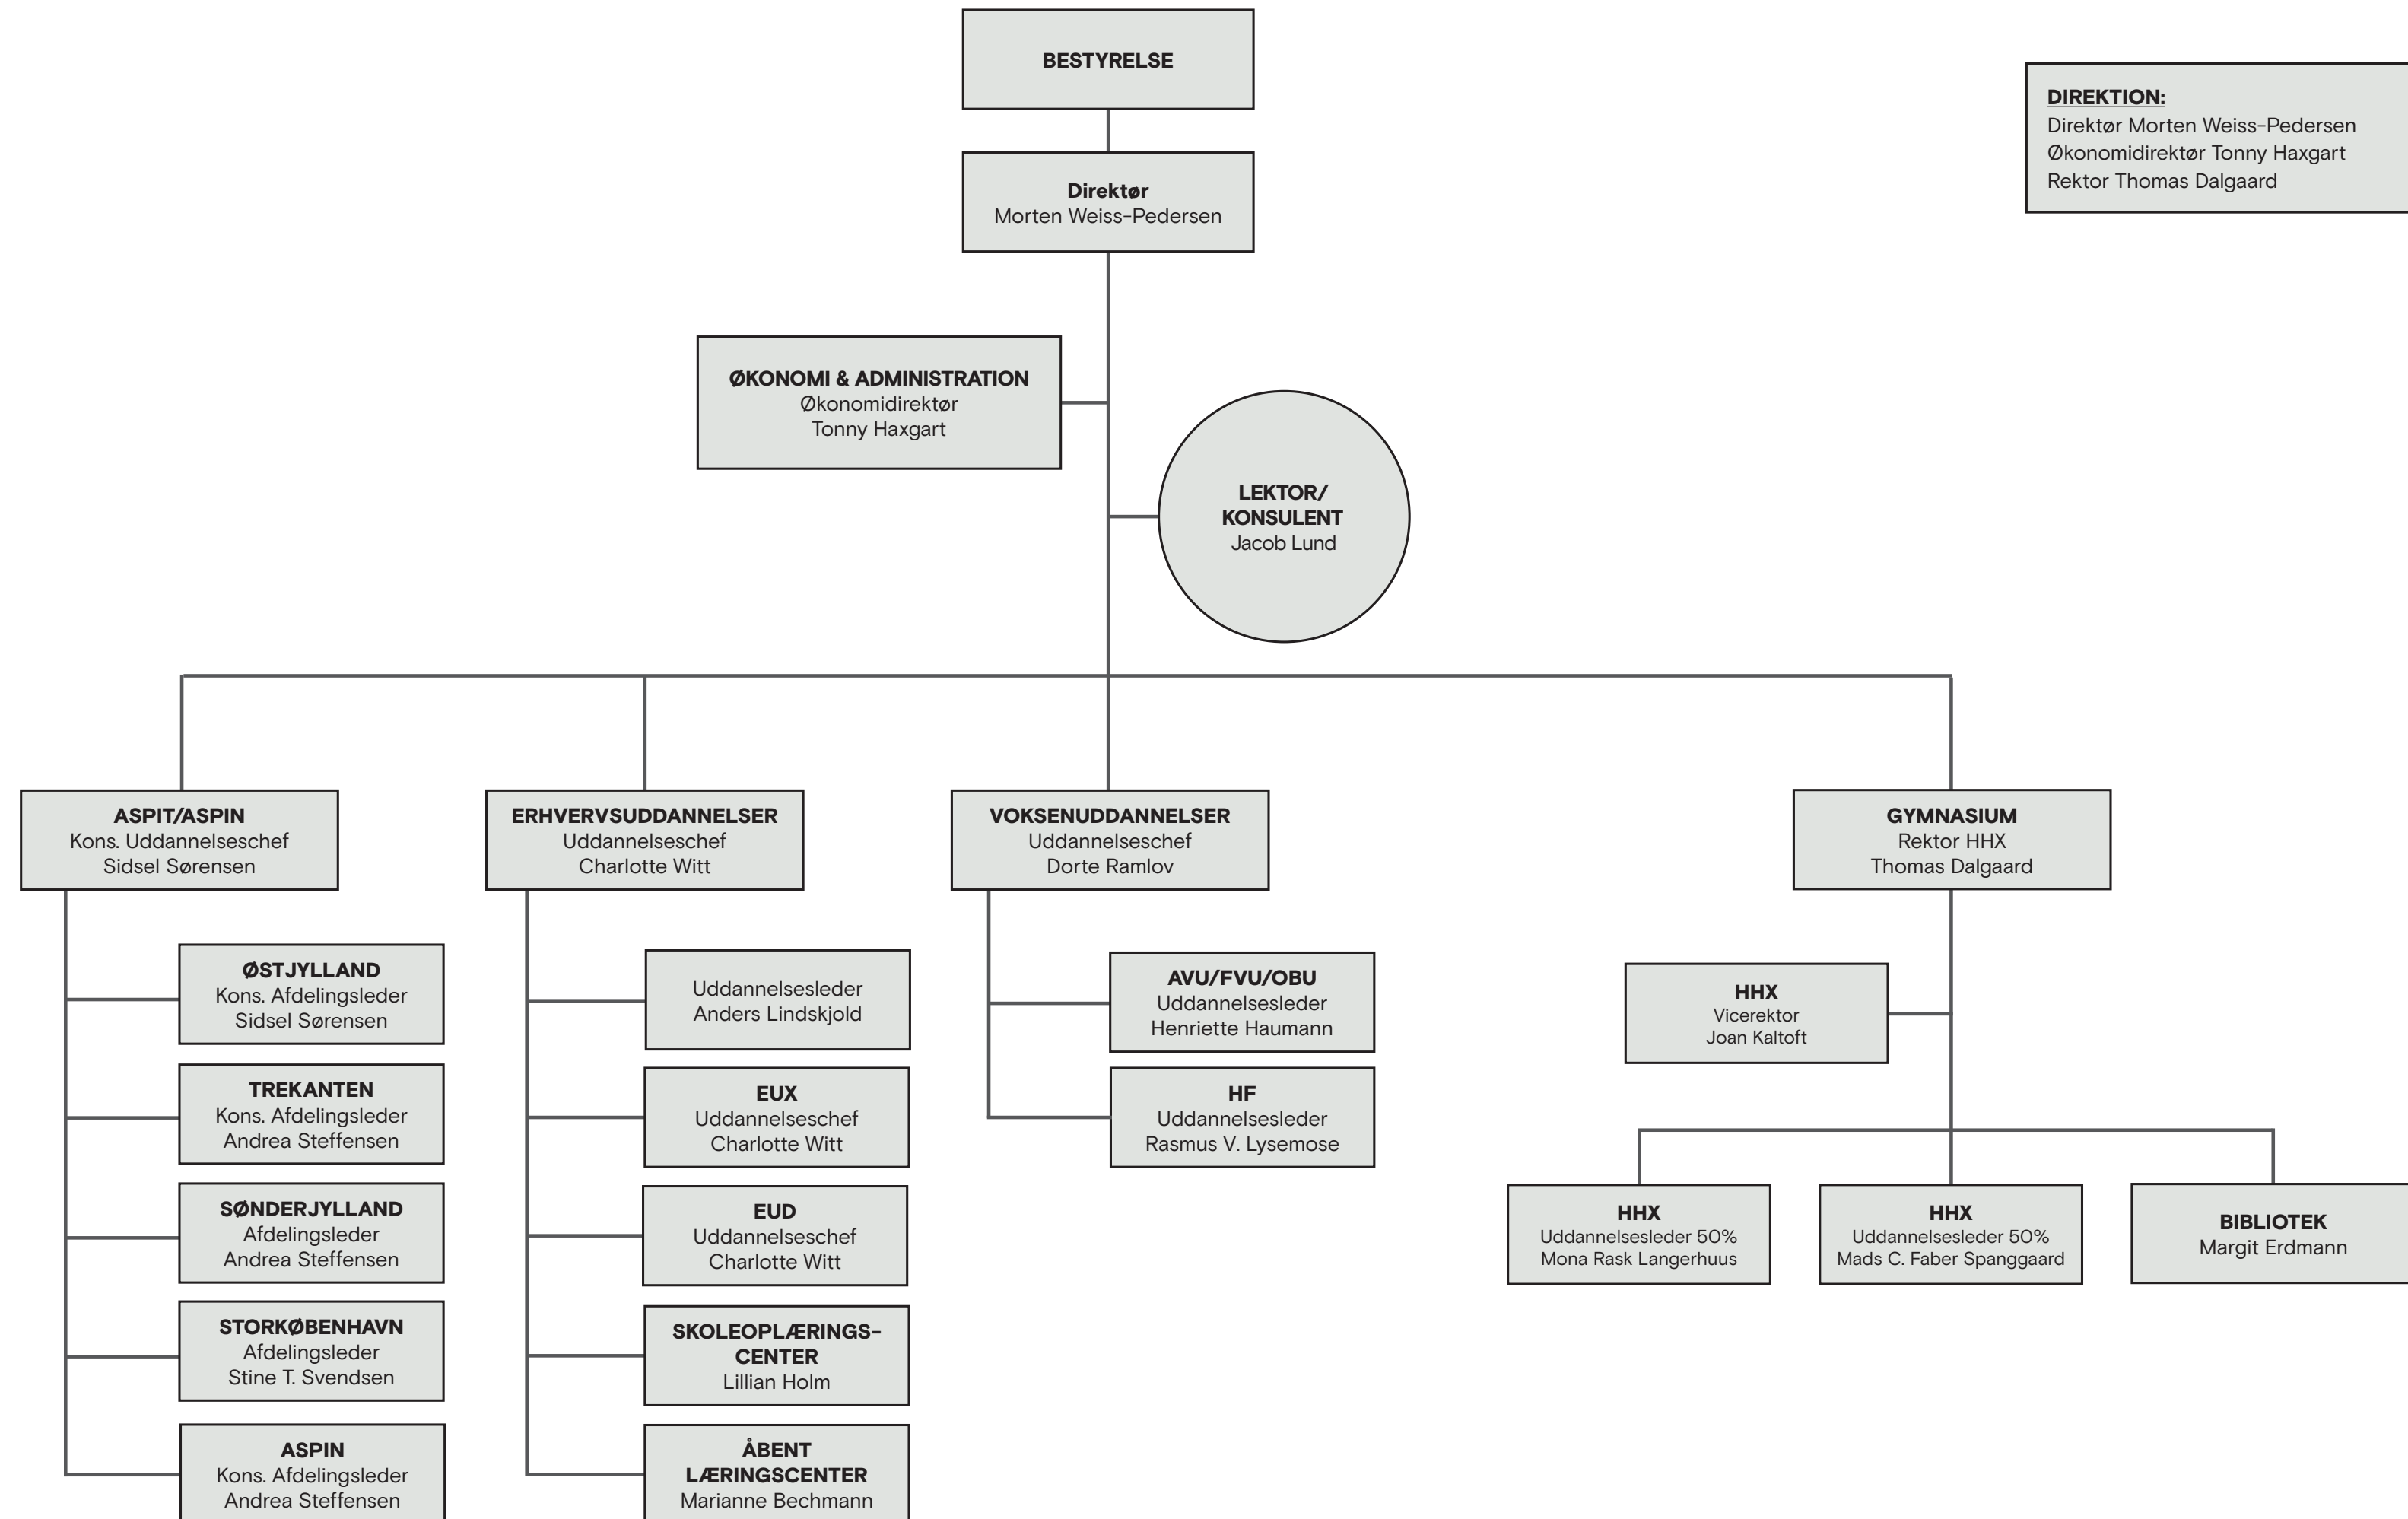 BESTYRELSE
DIREKTION:
Direktør Morten Weiss-Pedersen
Økonomidirektør Tonny Haxgart
Rektor Thomas Dalgaard
Direktør
Morten Weiss-Pedersen
ØKONOMI & ADMINISTRATION
Økonomidirektør
Tonny Haxgart
LEKTOR/
KONSULENT
Jacob Lund
ASPIT/ASPIN
Kons. Uddannelseschef
Sidsel Sørensen
ERHVERVSUDDANNELSER
Uddannelseschef
Charlotte Witt
VOKSENUDDANNELSER
Uddannelseschef
Dorte Ramlov
GYMNASIUM
Rektor HHX
Thomas Dalgaard
ØSTJYLLAND
Kons. Afdelingsleder
Sidsel Sørensen
TREKANTEN
Kons. Afdelingsleder
Andrea Steffensen
SØNDERJYLLAND
Afdelingsleder
Andrea Steffensen
STORKØBENHAVN
Afdelingsleder
Stine T. Svendsen
ASPIN
Kons. Afdelingsleder
Andrea Steffensen
Uddannelsesleder
Anders Lindskjold
EUX
Uddannelseschef
Charlotte Witt
EUD
Uddannelseschef
Charlotte Witt
SKOLEOPLÆRINGS-
CENTER
Lillian Holm
ÅBENT
LÆRINGSCENTER
Marianne Bechmann
AVU/FVU/OBU
Uddannelsesleder
Henriette Haumann
HF
Uddannelsesleder
Rasmus V. Lysemose
HHX
Vicerektor
Joan Kaltoft
HHX
Uddannelsesleder 50%
Mona Rask Langerhuus
HHX
Uddannelsesleder 50%
Mads C. Faber Spanggaard
BIBLIOTEK
Margit Erdmann